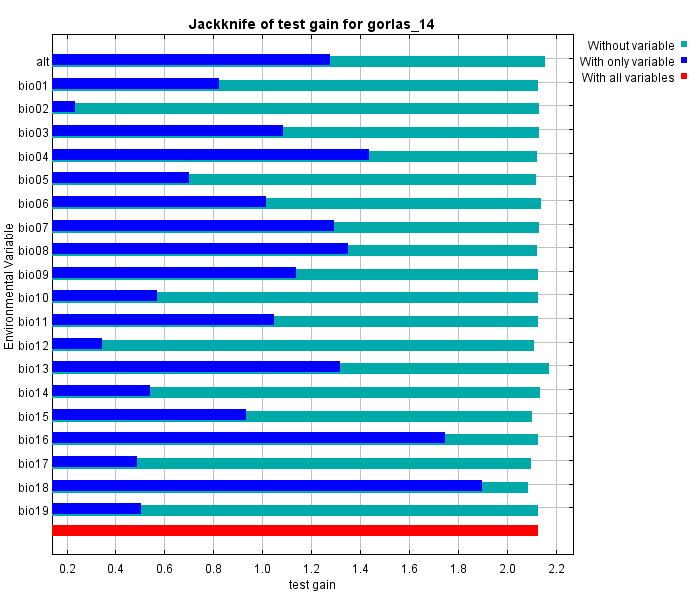 Jackknife of test gain for gorlas_14
Without variable
With only variable
With all variables
Environmental Variable
alt
bio01
bio02
bio03
bio04
bio05
bio06
bio07
bio08
bio09
bio10
bio11
bio12
bio13
bio14
bio15
bio16
bio17
bio18
bio19
0.2 0.4 0.6 0.8 1.0 1.2 1.4 1.6 1.8 2.0 2.2
test gain